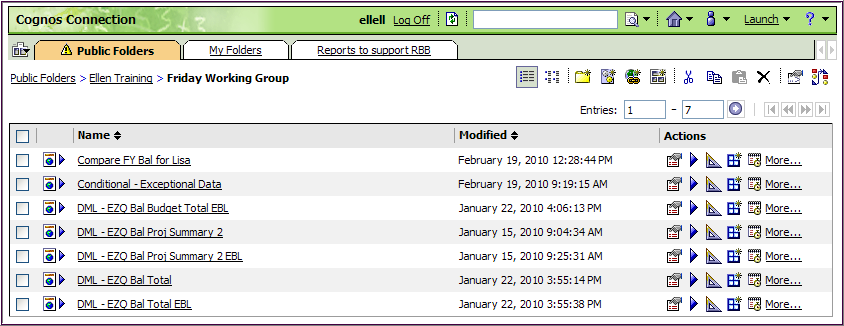 Cognos Connection ellell Log Off Launch ?
Public Folders My Folders Reports to support RBB
Public Folders > Ellen Training > Friday Working Group
Entries: 1 - 7
Name Modified Actions
Compare FY Bal for Lisa February 19, 2010 12:28:44 PM More...
Conditional - Exceptional Data February 19, 2010 9:19:15 AM More...
DML - EZQ Bal Budget Total EBL January 22, 2010 4:06:13 PM More...
DML - EZQ Bal Proj Summary 2 January 15, 2010 9:04:34 AM More...
DML - EZQ Bal Proj Summary 2 EBL January 15, 2010 9:25:31 AM More...
DML - EZQ Bal Total January 22, 2010 3:55:14 PM More...
DML - EZQ Bal Total EBL January 22, 2010 3:55:38 PM More...